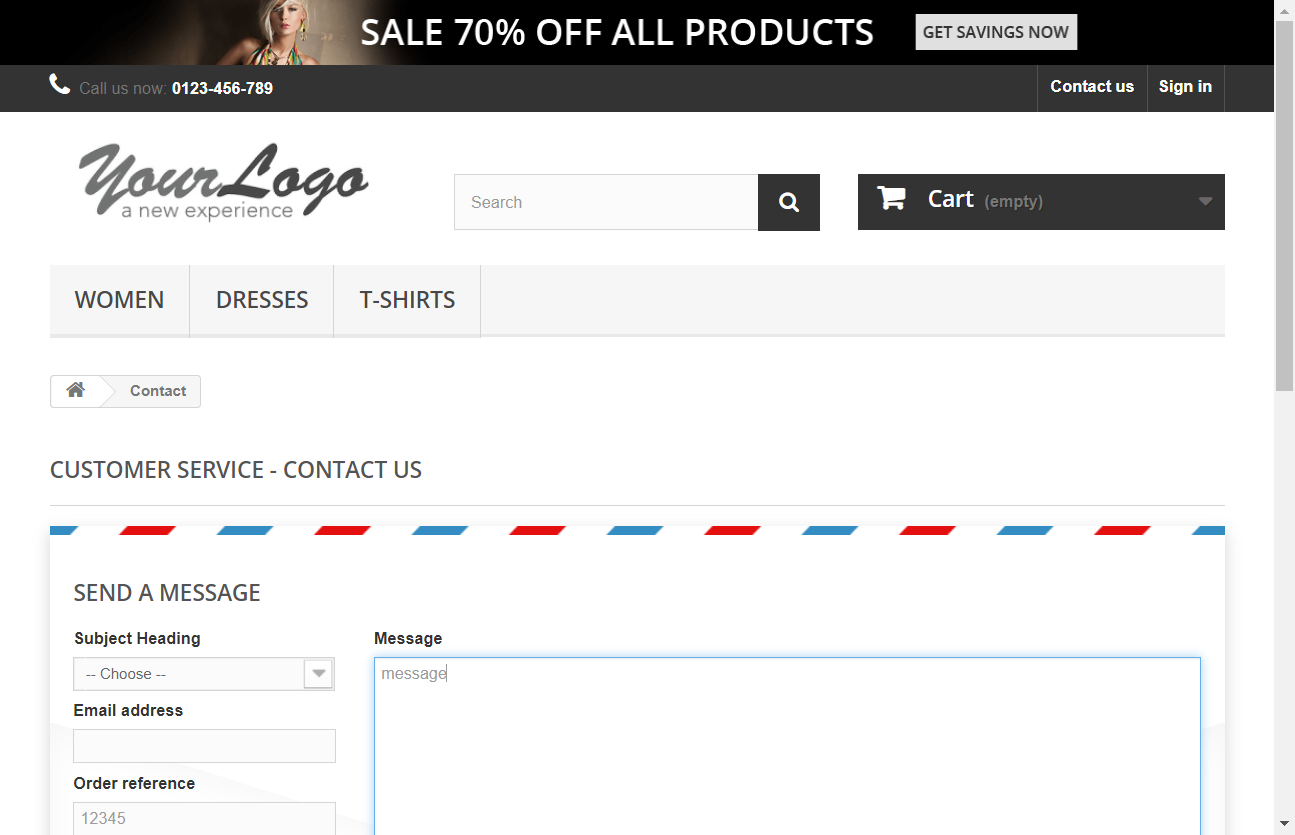 SALE 70% OFF ALL PRODUCTS GET SAVINGS NOW
Call us now: 0123-456-789 Contact us Sign in
Your Logo
a new experience
Search Cart (empty)
WOMEN DRESSES T-SHIRTS
Contact
CUSTOMER SERVICE - CONTACT US
SEND A MESSAGE
Subject Heading Message
-- Choose -- message
Email address
Order reference
12345